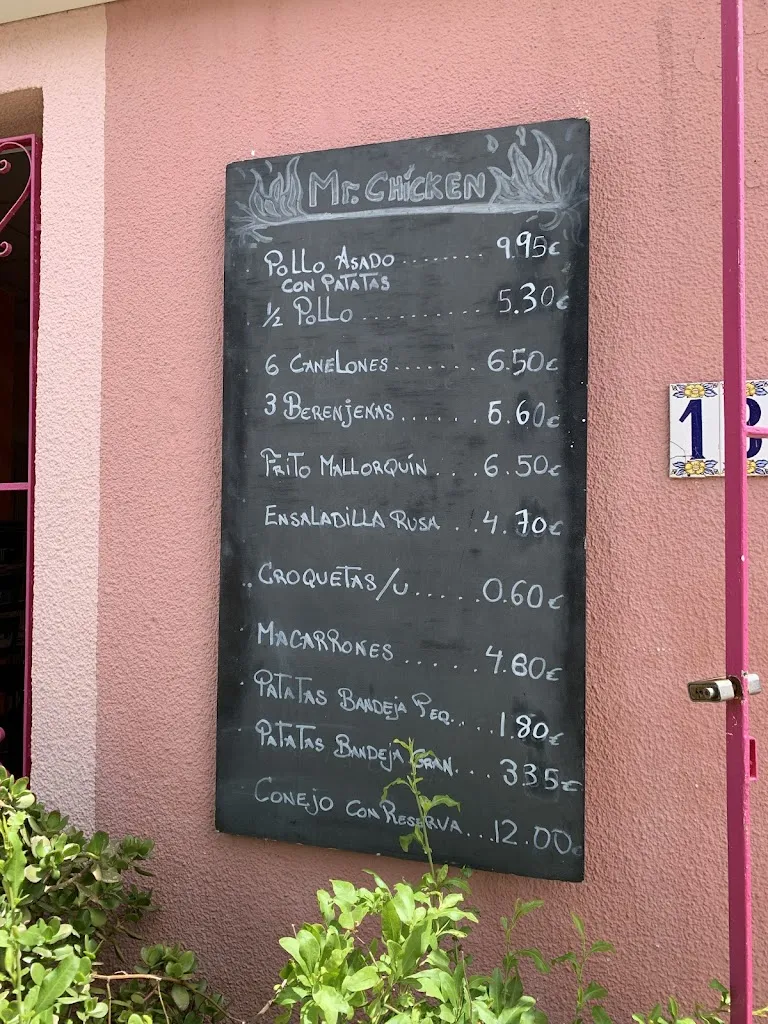 Mr. CHICKEN
POLLO ASADO ........ 9.95€
CON PATATAS
½ POLLO ............ 5.30€
6 CANELONES ........ 6.50€
3 BERENJENAS ...... 5.60€
FRITO MALLORQUÍN .... 6.50€
ENSALADILLA RUSA .. 4.70€
CROQUETAS/U ...... 0.60€
MACARRONES ...... 4.80€
PATATAS BANDEJA PEQ.... 1.80€
PATATAS BANDEJA GRAN.... 335€
CONEJO CON RESERVA...12.00€
13